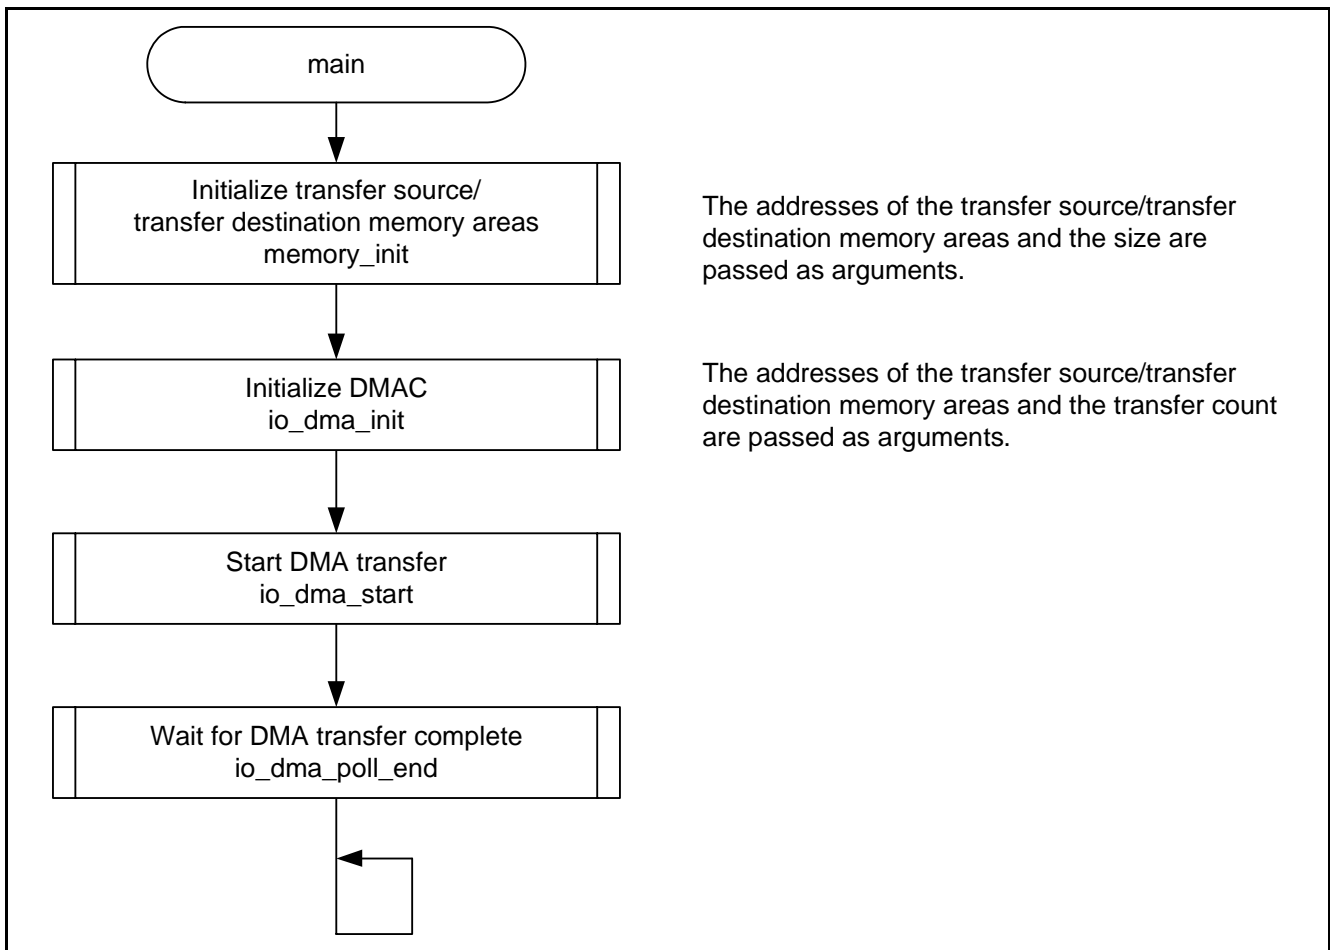 main
Initialize transfer source/
transfer destination memory areas
memory_init
The addresses of the transfer source/transfer
destination memory areas and the size are
passed as arguments.
Initialize DMAC
io_dma_init
The addresses of the transfer source/transfer
destination memory areas and the transfer count
are passed as arguments.
Start DMA transfer
io_dma_start
Wait for DMA transfer complete
io_dma_poll_end